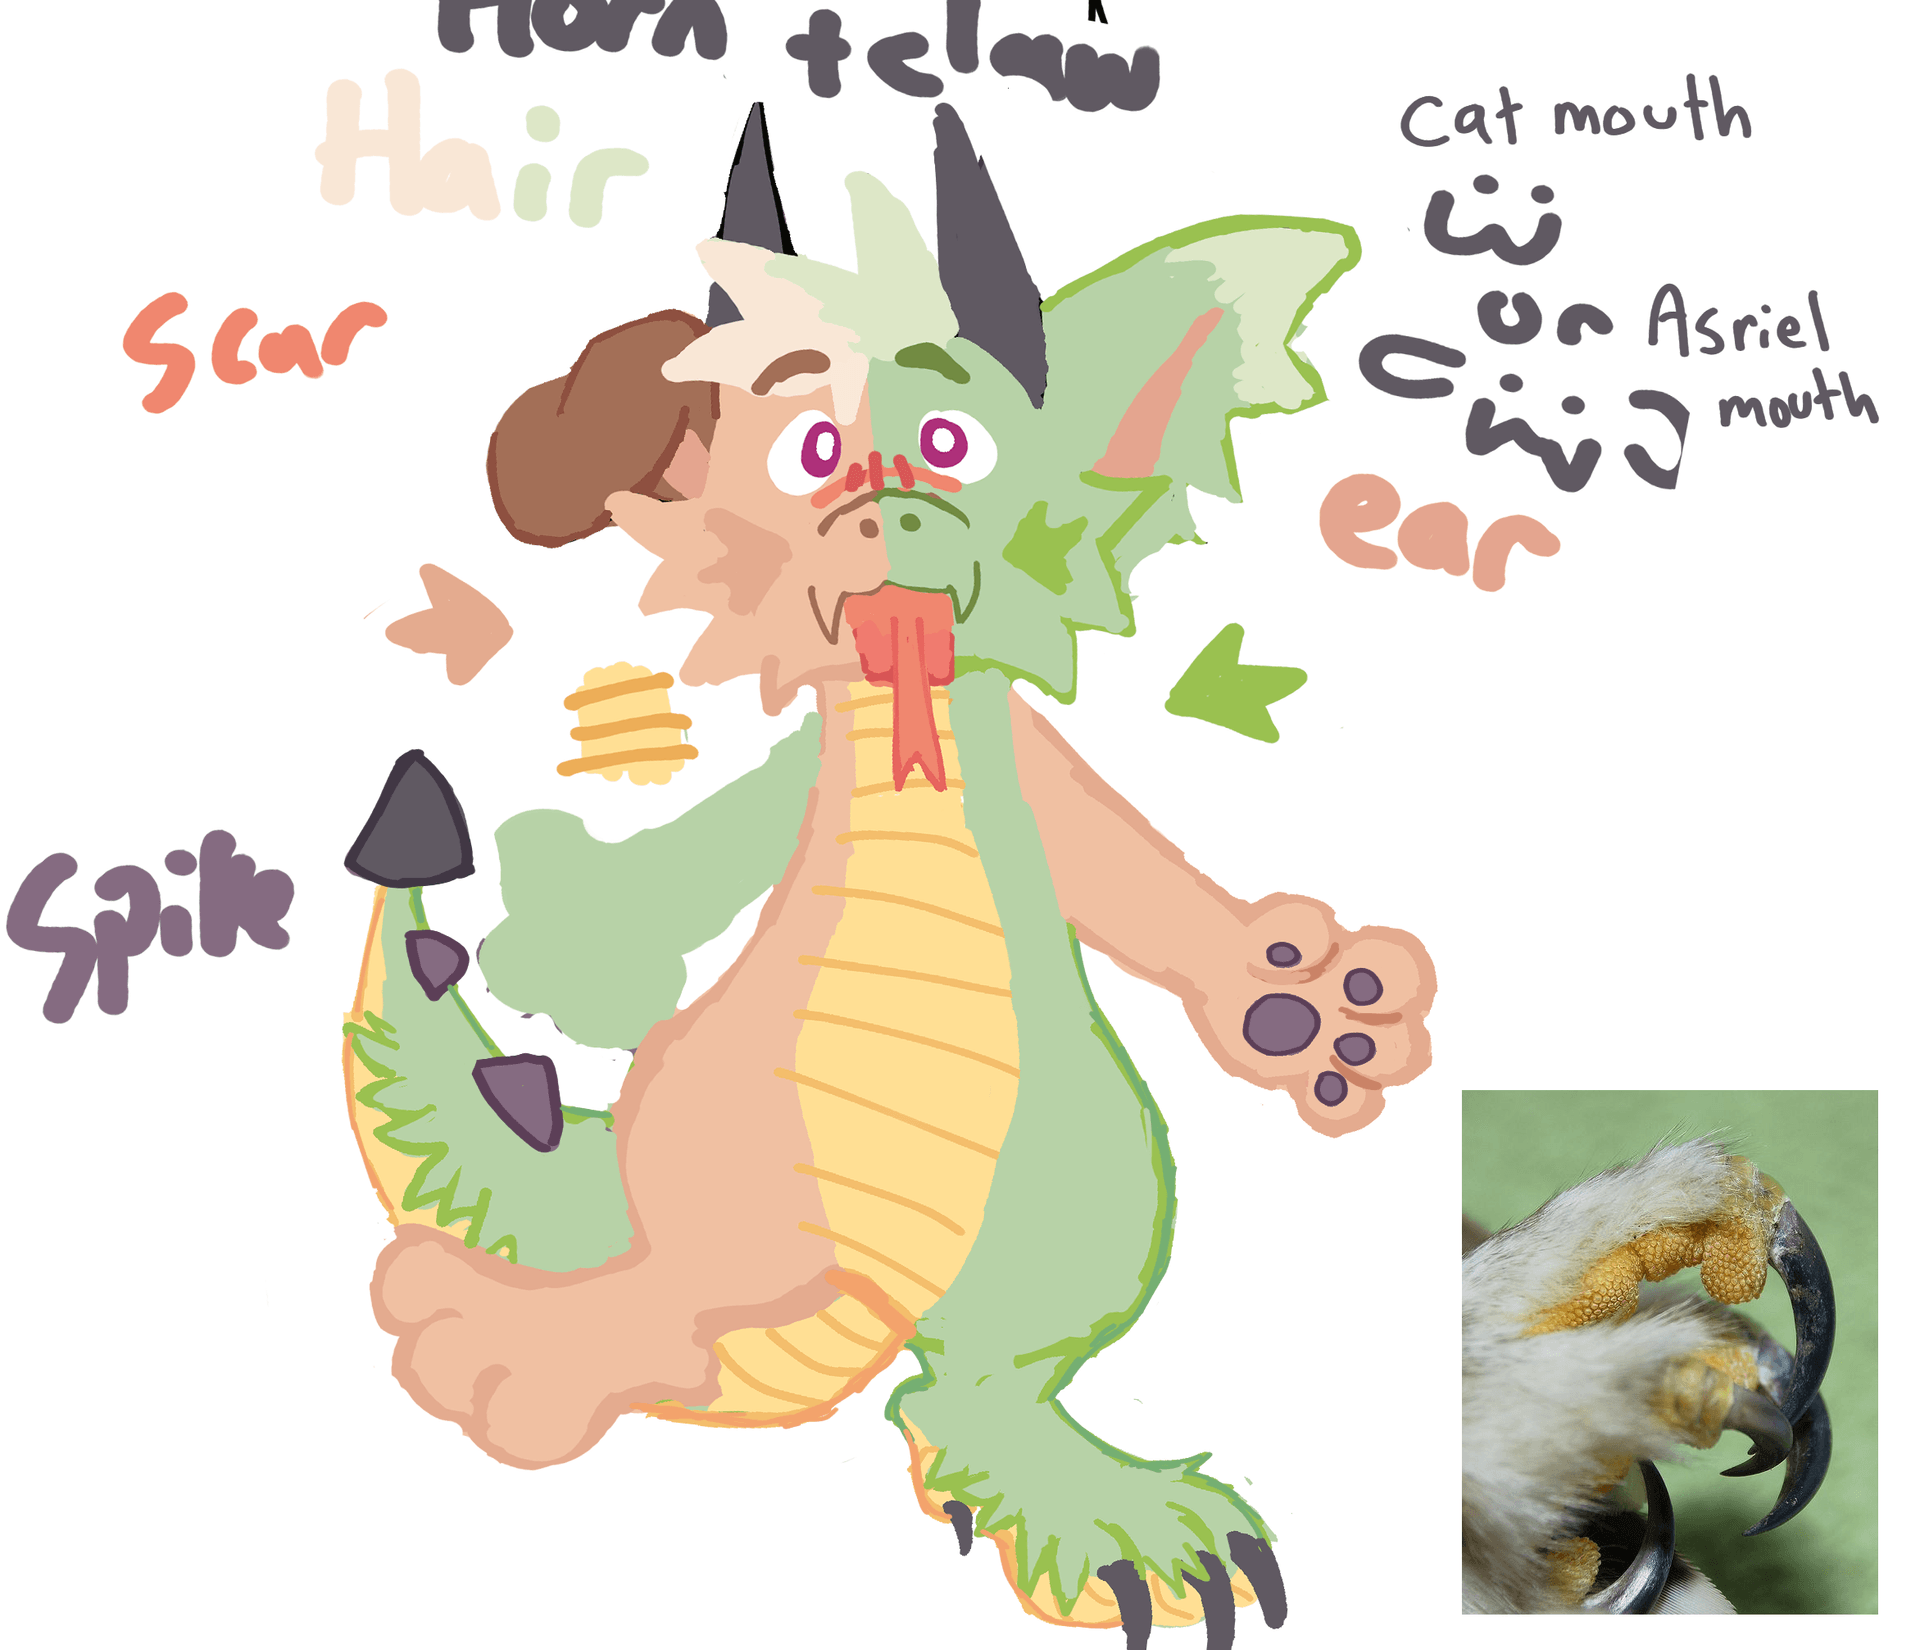 Horn + claw
Hair
cat mouth
Scar
or Asriel
mouth
ear
Spike